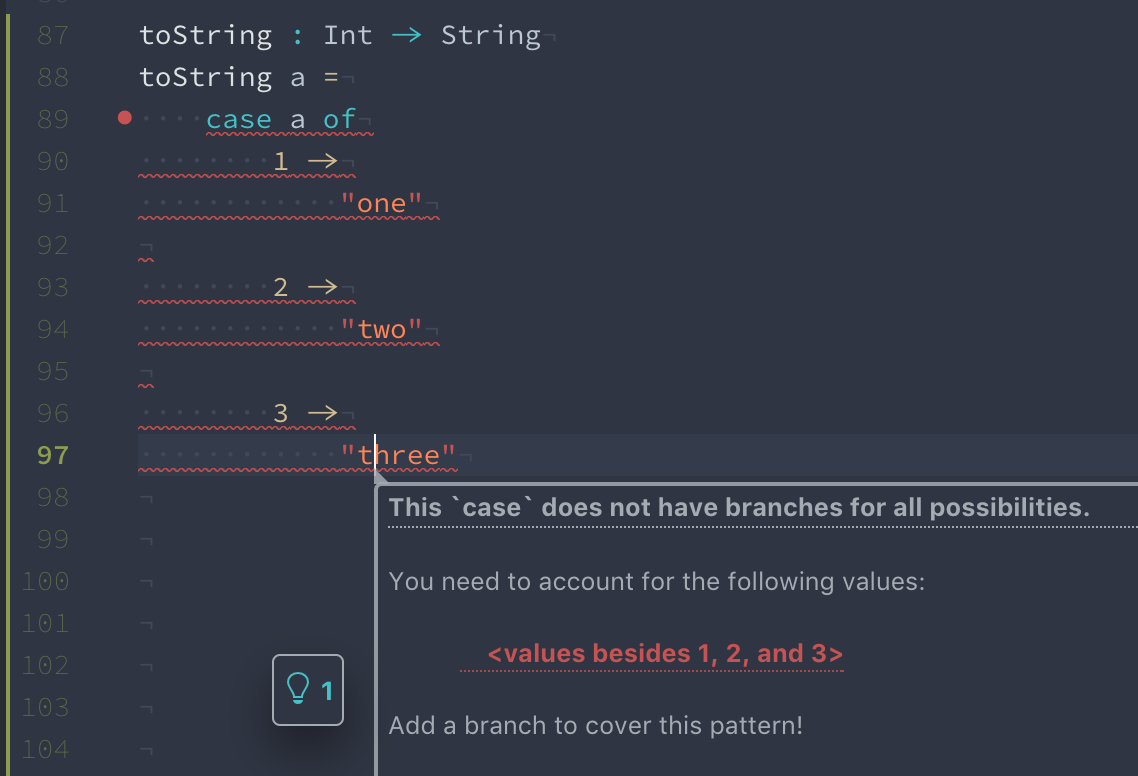 87 toString : Int → String¬
88 toString a =¬
89 ····case a of¬
90 ········1 →¬
91 ············"one"¬
92 ¬
93 ········2 →¬
94 ············"two"¬
95 ¬
96 ········3 →¬
97 ············"three"¬
98 ¬
This `case` does not have branches for all possibilities.
99 ¬
100 ¬
You need to account for the following values:
101 ¬
102 ¬
<values besides 1, 2, and 3>
1
103 ¬
104 ¬
Add a branch to cover this pattern!